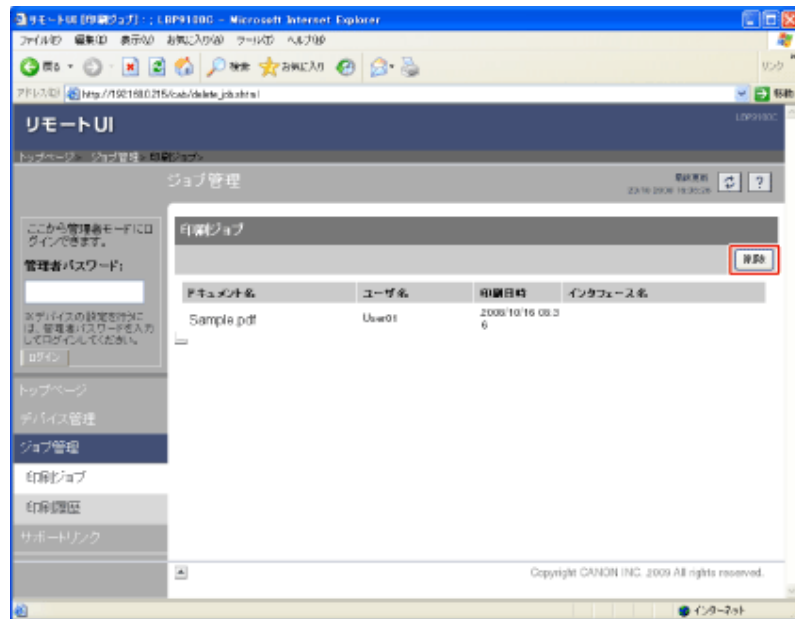 リモートUI [印刷ジョブ] : ; LBP9100C - Microsoft Internet Explorer
ファイル(F) 編集(E) 表示(V) お気に入り(A) ツール(T) ヘルプ(H)
戻る 検索 お気に入り リンク
アドレス(D) 移動
リモートUI
LBP9100C
トップページ> ジョブ管理> 印刷ジョブ>
ジョブ管理
最終更新
?
ここから管理者モードにロ
グインできます。
管理者パスワード:
※デバイスの設定を行うに
は、管理者パスワードを入力
してログインしてください。
ログイン
印刷ジョブ
削除
ドキュメント名 ユーザ名 印刷日時 インタフェース名
Sample.pdf User01 2008/10/16 08:3
6
トップページ
デバイス管理
ジョブ管理
印刷ジョブ
印刷履歴
サポートリンク
Copyright CANON INC. 2009 All rights reserved.
インターネット